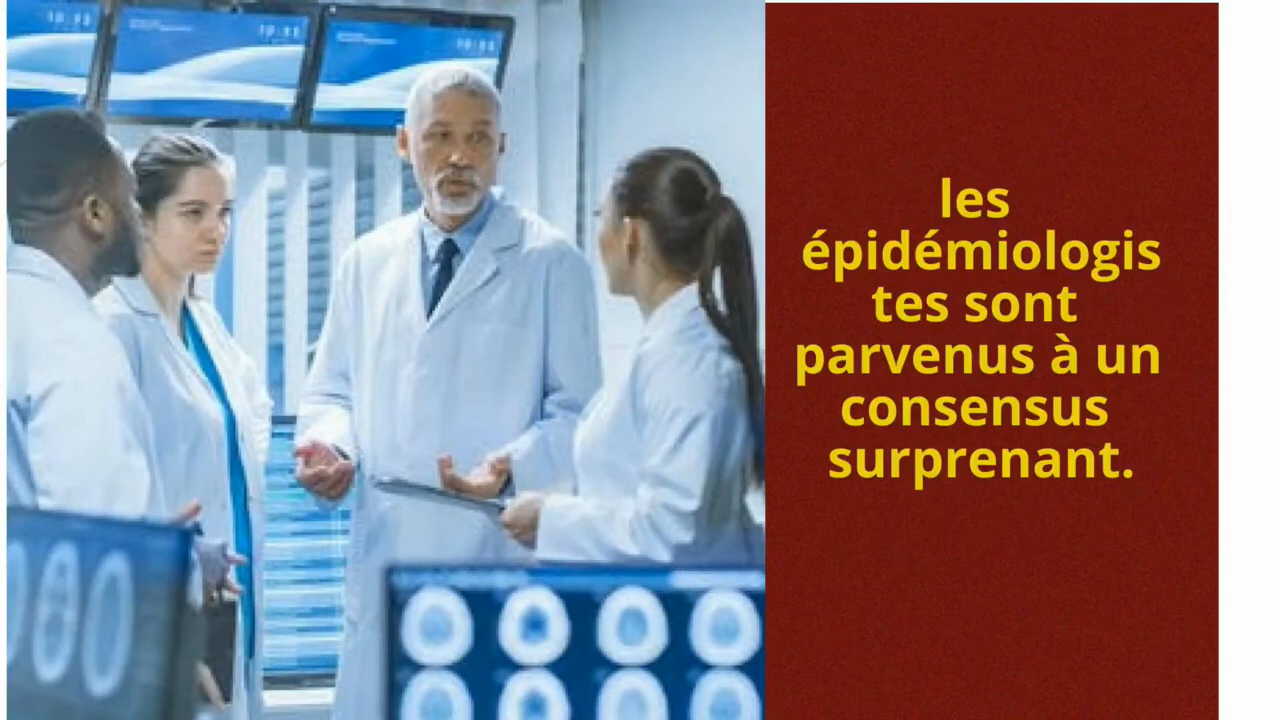 les
épidémiologis
tes sont
parvenus à un
consensus
surprenant.